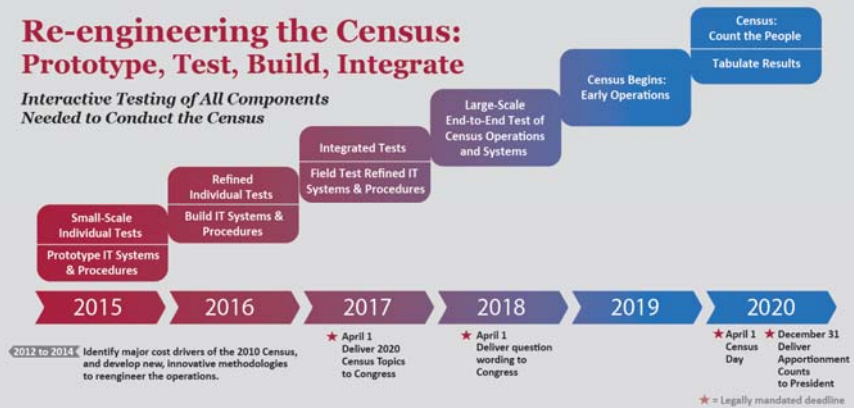 Re-engineering the Census:
Prototype, Test, Build, Integrate
Interactive Testing of All Components
Needed to Conduct the Census
Small-Scale
Individual Tests
Prototype IT Systems
& Procedures
Refined
Individual Tests
Build IT Systems &
Procedures
Integrated Tests
Field Test Refined IT
Systems & Procedures
Large-Scale
End-to-End Test of
Census Operations
and Systems
Census Begins:
Early Operations
Census:
Count the People
Tabulate Results
2015
2016
2017
2018
2019
2020
2012 to 2014
Identify major cost drivers of the 2010 Census,
and develop new, innovative methodologies
to reengineer the operations.
★ April 1
Deliver 2020
Census Topics
to Congress
★ April 1
Deliver question
wording to
Congress
★ April 1
Census
Day
★ December 31
Deliver
Apportionment
Counts
to President
★ = Legally mandated deadline